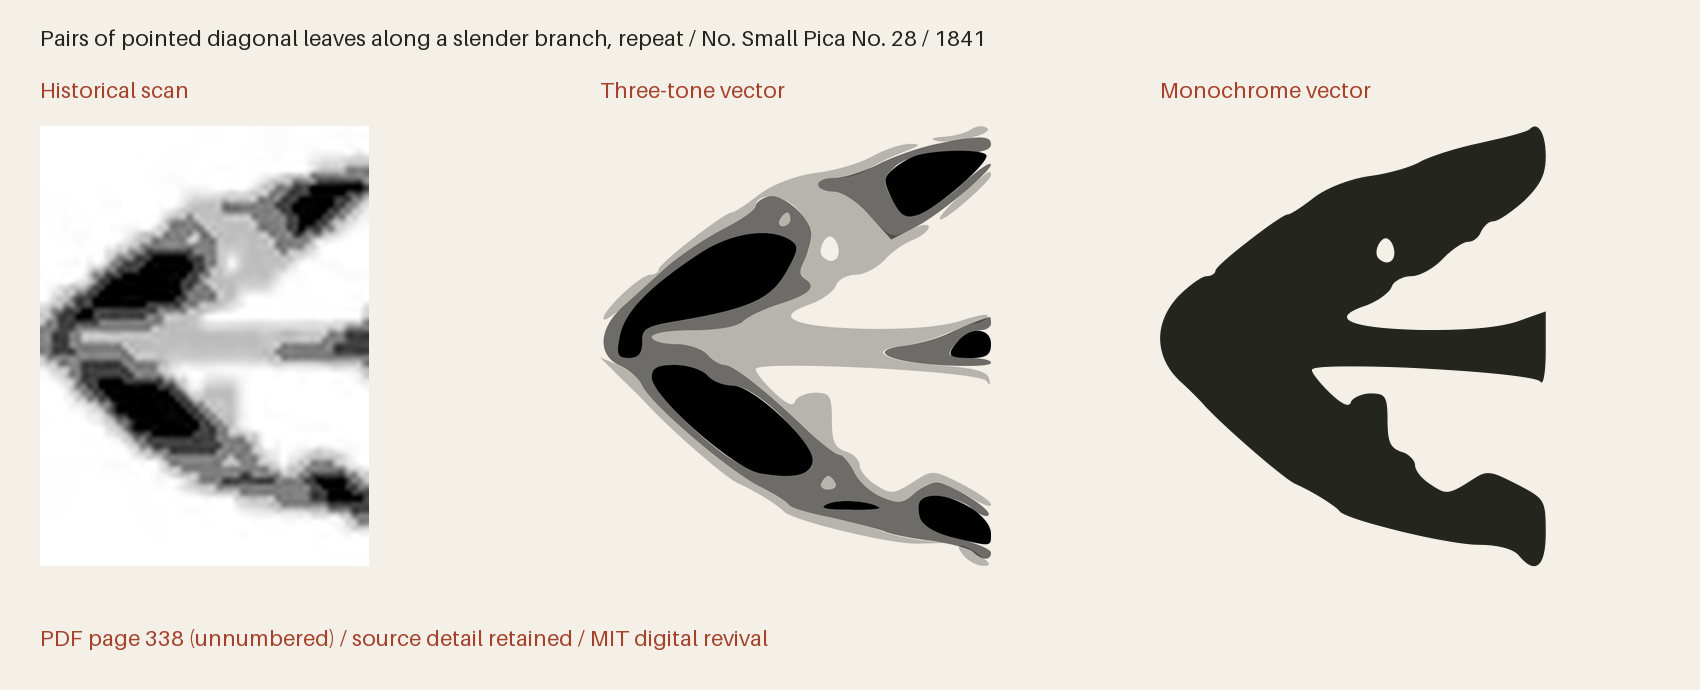 Pairs of pointed diagonal leaves along a slender branch, repeat / No. Small Pica No. 28 / 1841
Historical scan
Three-tone vector
Monochrome vector
PDF page 338 (unnumbered) / source detail retained / MIT digital revival